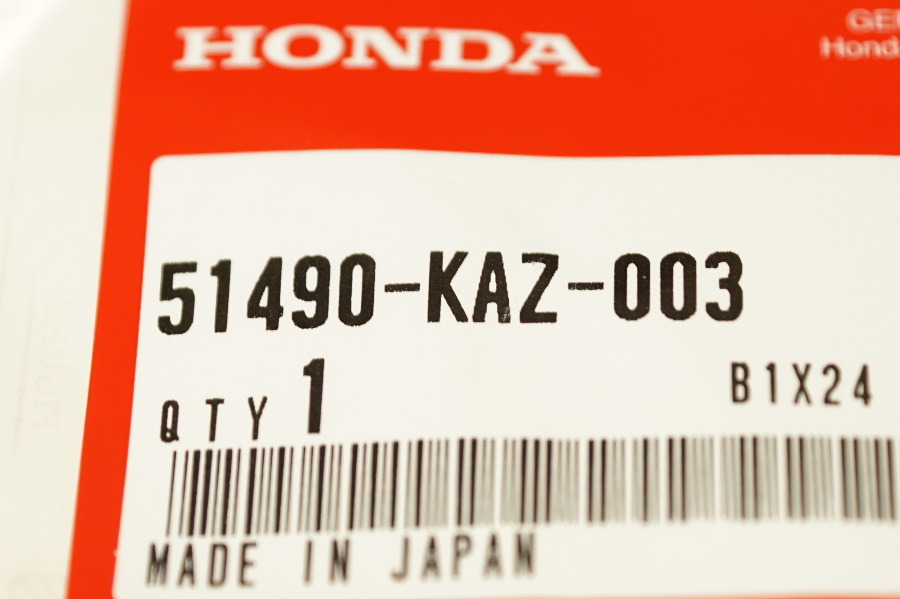 HONDA
51490-KAZ-003
QTY 1
B1X24
MADE IN JAPAN